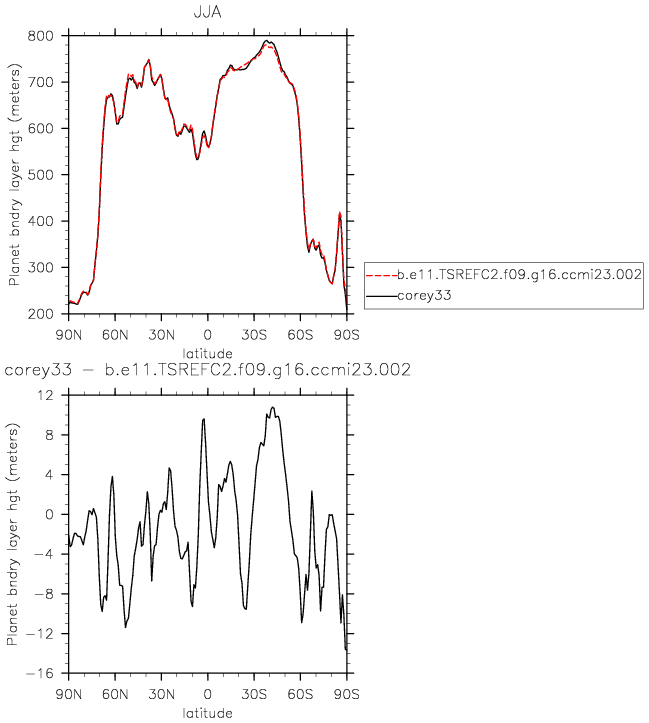 JJA
800
700
600
500
400
300
200
Planet bndry layer hgt (meters)
90N 60N 30N 0 30S 60S 90S
latitude
b.e11.TSREFC2.f09.g16.ccmi23.002
corey33
corey33 - b.e11.TSREFC2.f09.g16.ccmi23.002
12
8
4
0
-4
-8
-12
-16
Planet bndry layer hgt (meters)
90N 60N 30N 0 30S 60S 90S
latitude